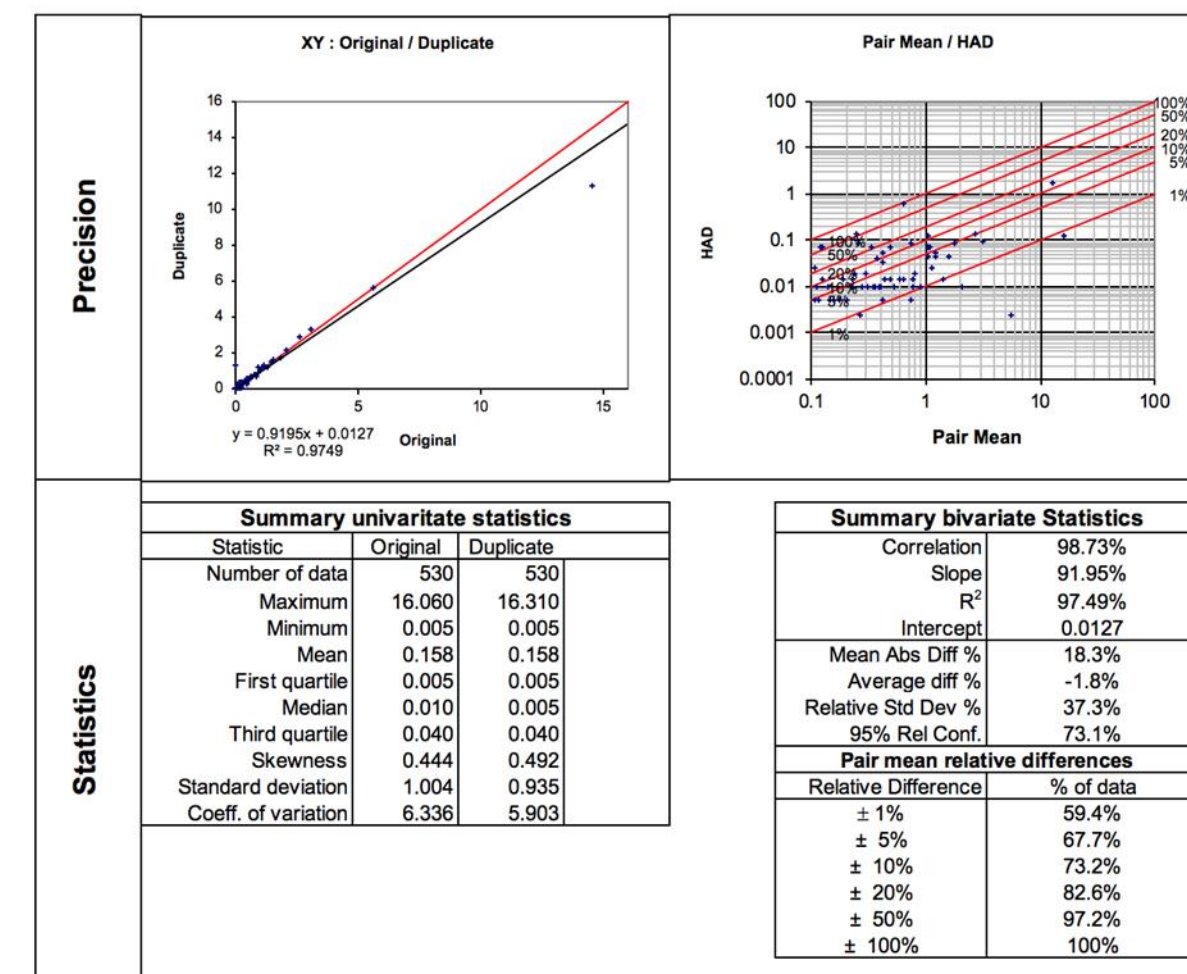 Precision
XY : Original / Duplicate
Duplicate
16
14
12
10
8
6
4
2
0
0 5 10 15
y = 0.9195x + 0.0127
R² = 0.9749
Original
Pair Mean / HAD
HAD
100
10
1
0.1
0.01
0.001
0.0001
0.1 1 10 100
Pair Mean
100%
50%
20%
10%
5%
1%
100%
50%
20%
10%
5%
1%
Statistics
Summary univaritate statistics
Statistic Original Duplicate
Number of data 530 530
Maximum 16.060 16.310
Minimum 0.005 0.005
Mean 0.158 0.158
First quartile 0.005 0.005
Median 0.010 0.005
Third quartile 0.040 0.040
Skewness 0.444 0.492
Standard deviation 1.004 0.935
Coeff. of variation 6.336 5.903
Summary bivariate Statistics
Correlation 98.73%
Slope 91.95%
R² 97.49%
Intercept 0.0127
Mean Abs Diff % 18.3%
Average diff % -1.8%
Relative Std Dev % 37.3%
95% Rel Conf. 73.1%
Pair mean relative differences
Relative Difference % of data
± 1% 59.4%
± 5% 67.7%
± 10% 73.2%
± 20% 82.6%
± 50% 97.2%
± 100% 100%